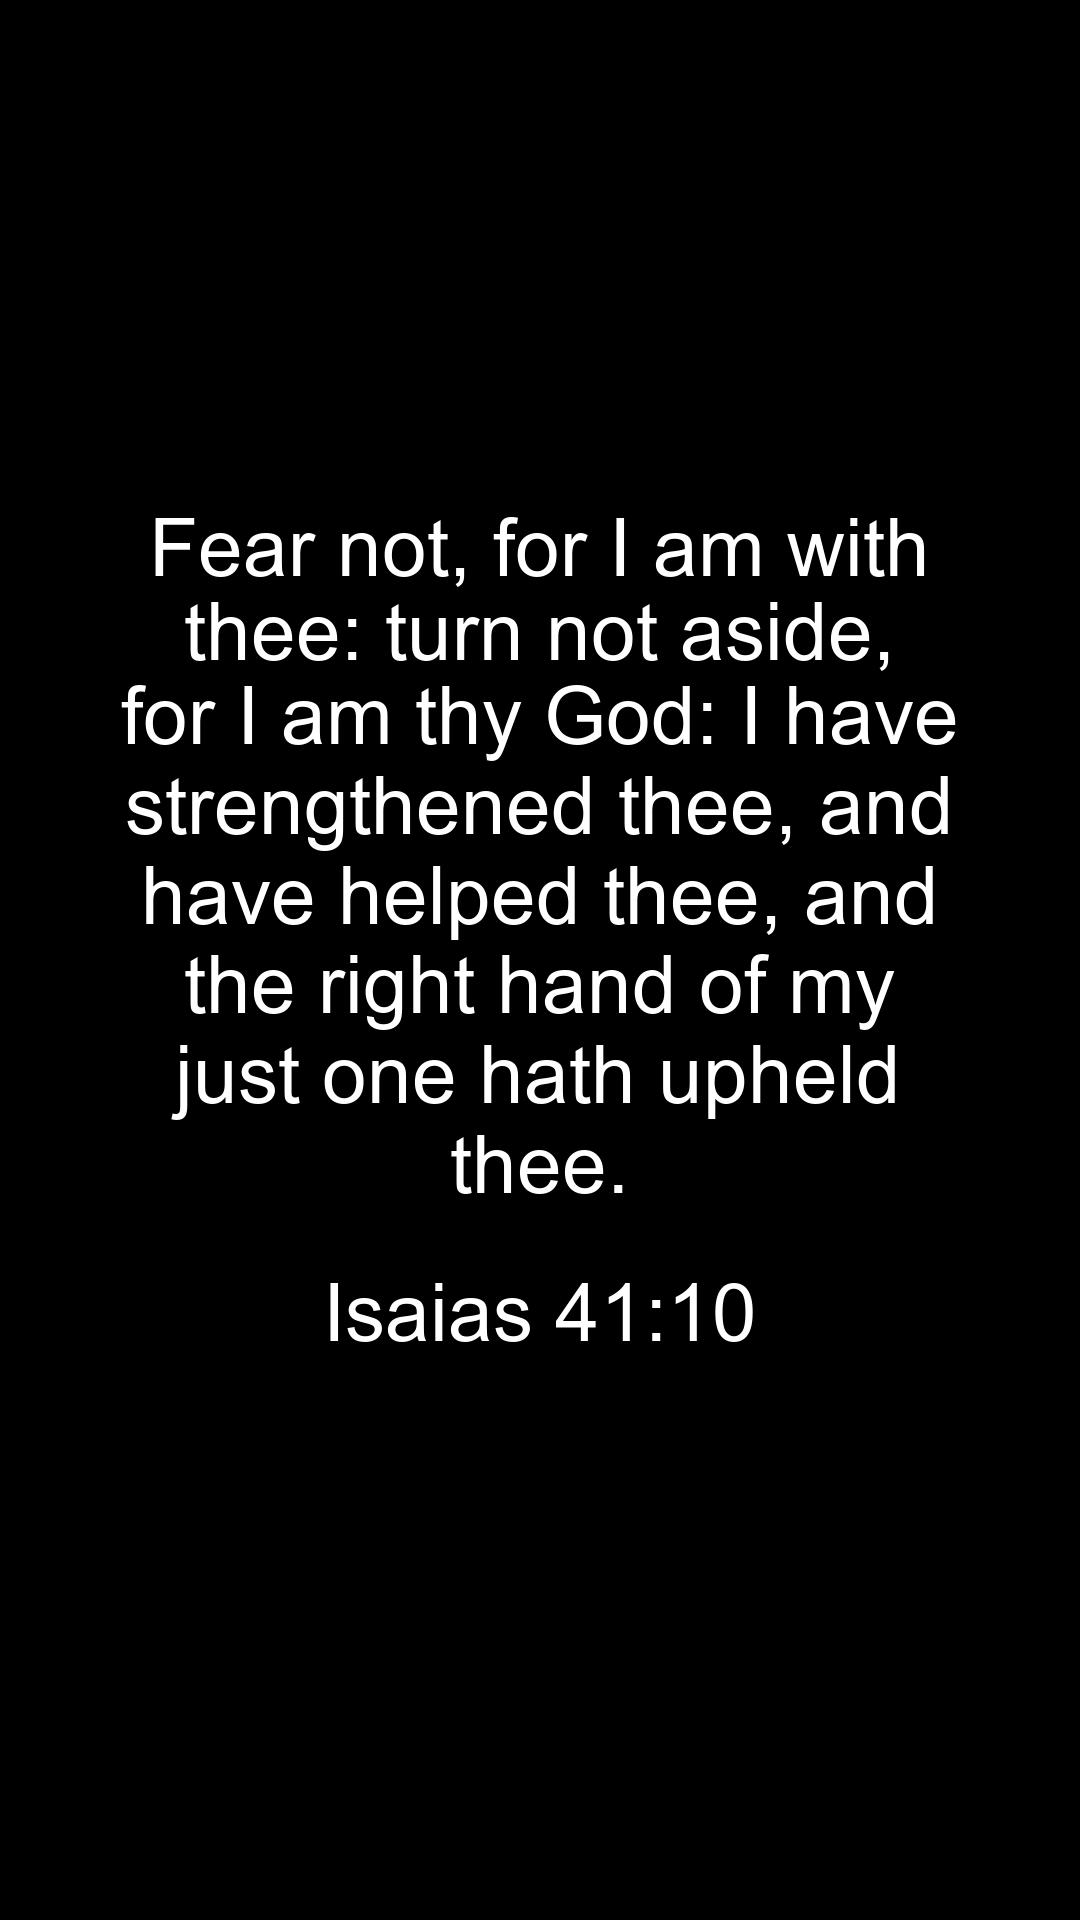 Fear not, for I am with
thee: turn not aside,
for I am thy God: I have
strengthened thee, and
have helped thee, and
the right hand of my
just one hath upheld
thee.
Isaias 41:10